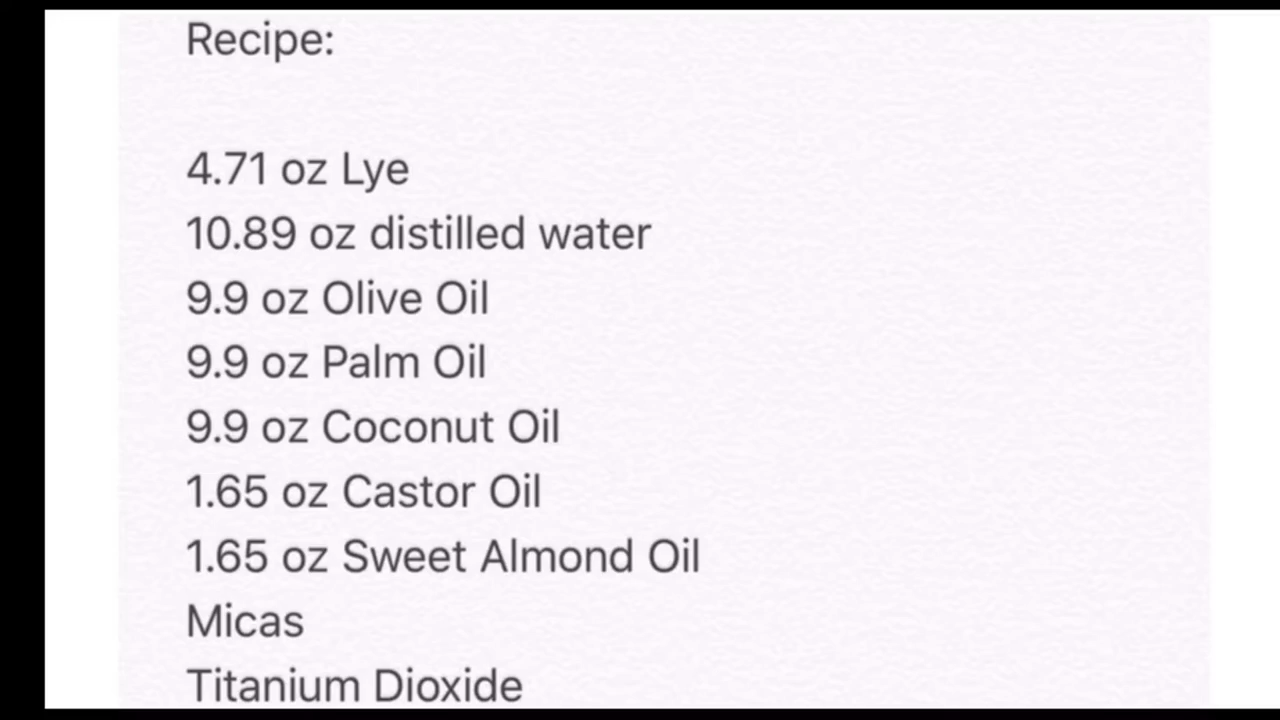 Recipe:
4.71 oz Lye
10.89 oz distilled water
9.9 oz Olive Oil
9.9 oz Palm Oil
9.9 oz Coconut Oil
1.65 oz Castor Oil
1.65 oz Sweet Almond Oil
Micas
Titanium Dioxide